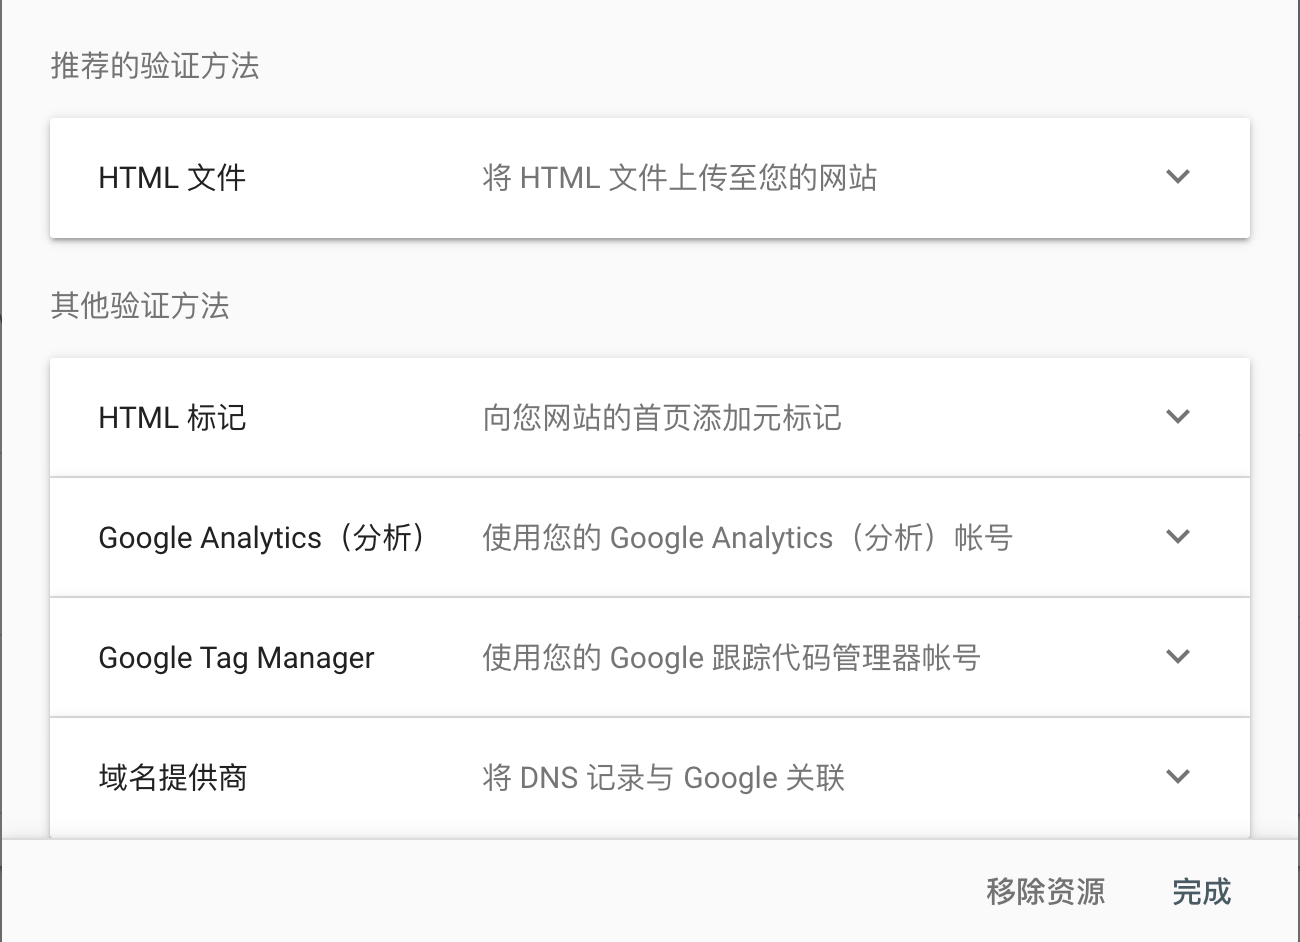 推荐的验证方法
HTML 文件 将 HTML 文件上传至您的网站
其他验证方法
HTML 标记 向您网站的首页添加元标记
Google Analytics（分析） 使用您的 Google Analytics（分析）帐号
Google Tag Manager 使用您的 Google 跟踪代码管理器帐号
域名提供商 将 DNS 记录与 Google 关联
移除资源 完成